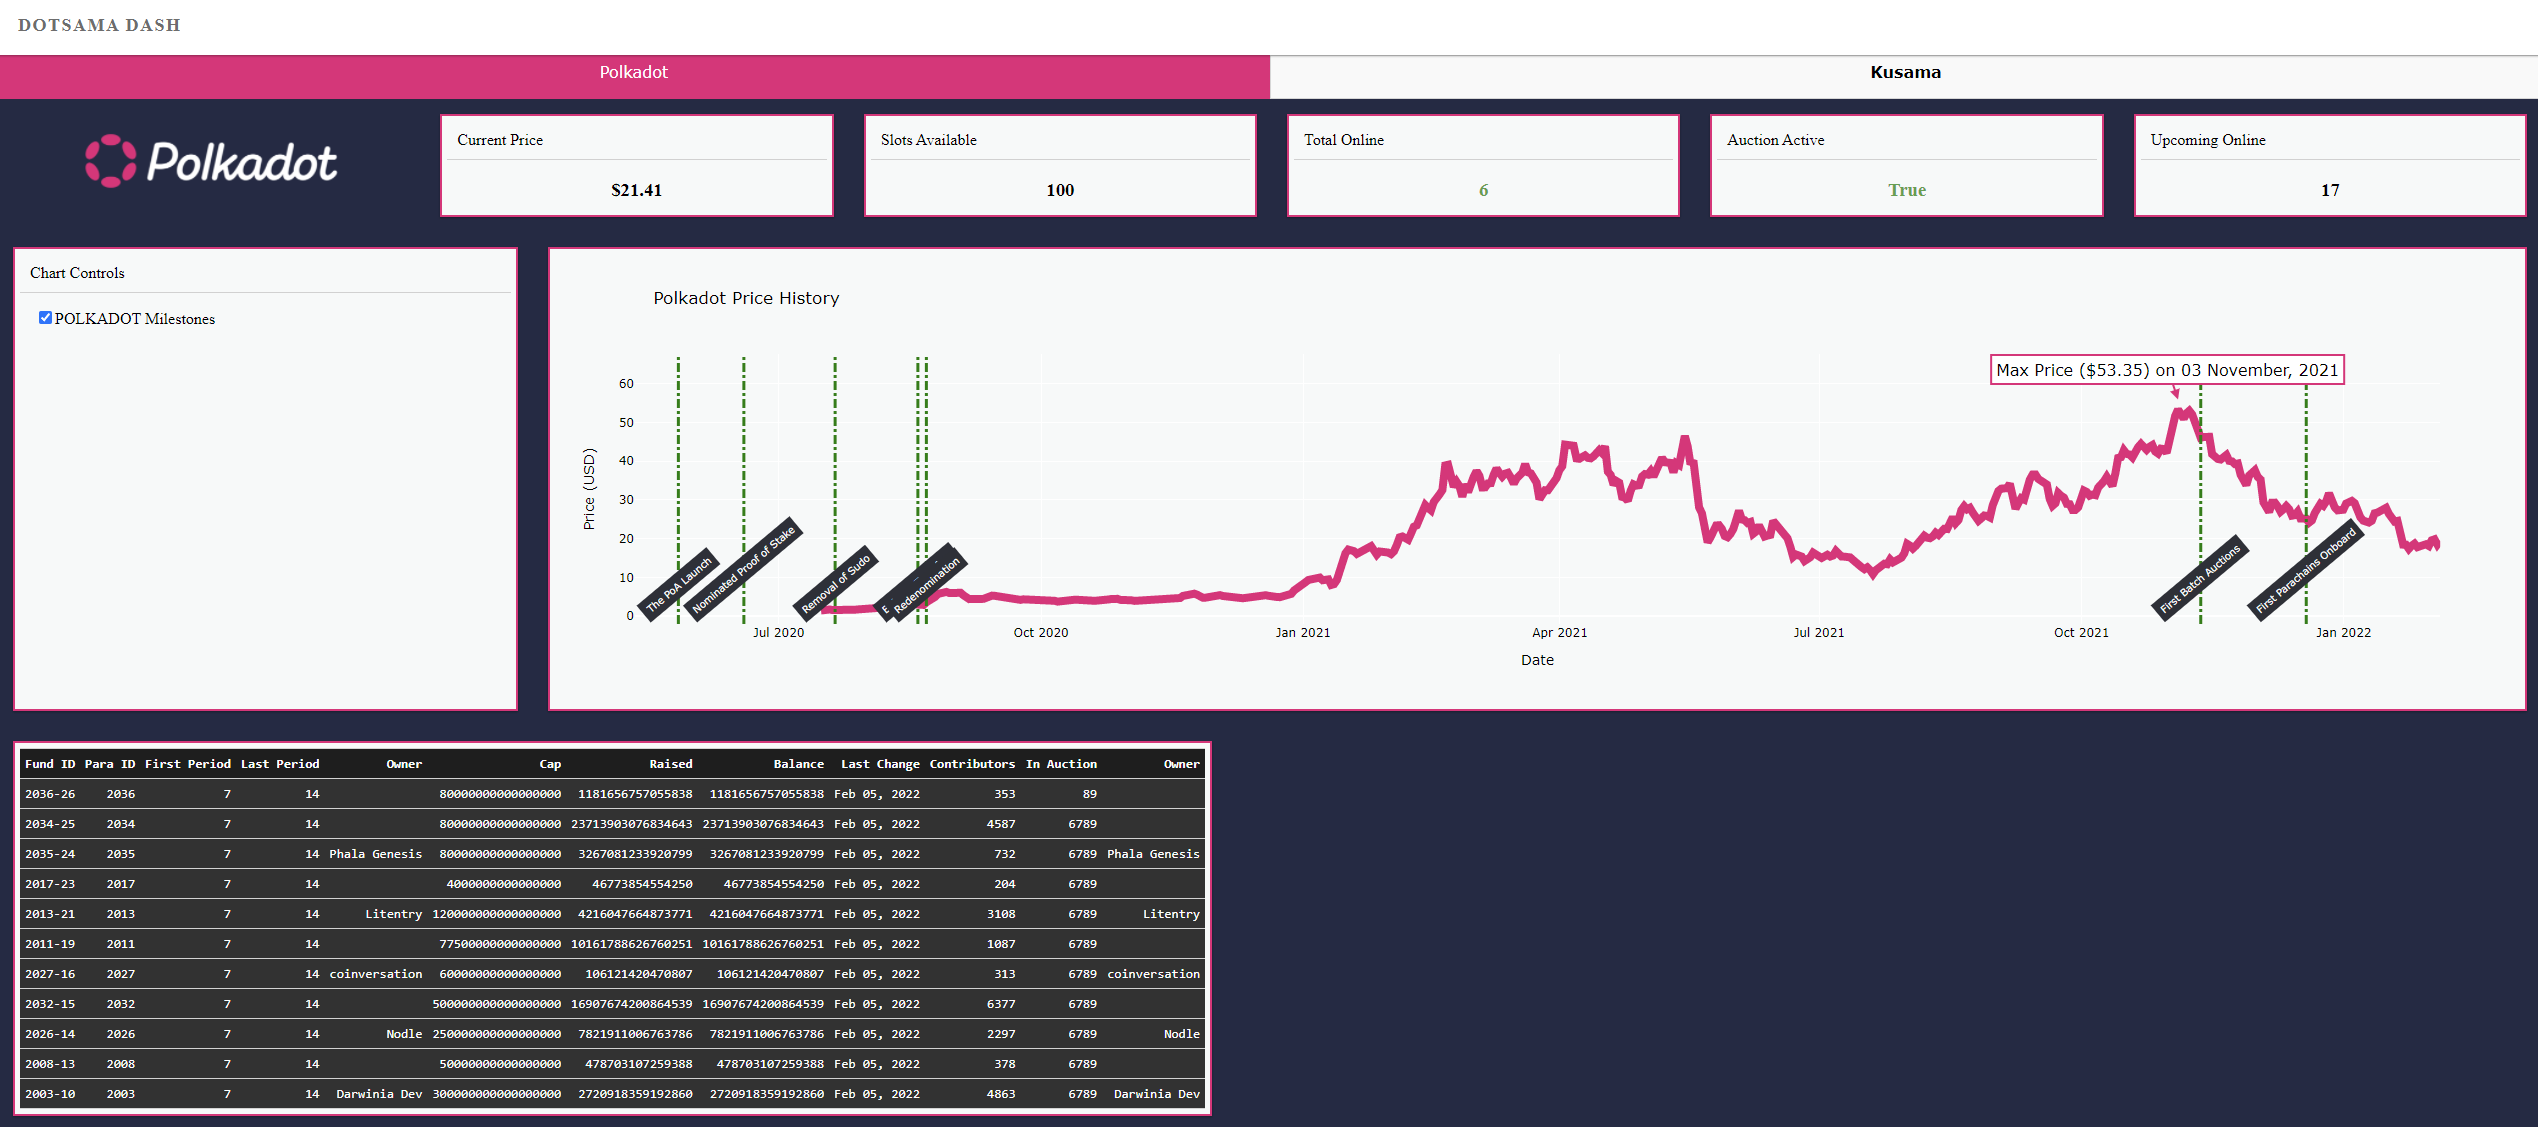 DOTSAMA DASH
Polkadot Kusama
Polkadot
Current Price
$21.41
Slots Available
100
Total Online
6
Auction Active
True
Upcoming Online
17
Chart Controls
POLKADOT Milestones
Polkadot Price History
Max Price ($53.35) on 03 November, 2021
Price (USD)
60
50
40
30
20
10
0
The PoA Launch
Nominated Proof of Stake
Removal of Sudo
Redenomination
First Batch Auctions
First Parachains Onboard
Jul 2020 Oct 2020 Jan 2021 Apr 2021 Jul 2021 Oct 2021 Jan 2022
Date
Fund ID Para ID First Period Last Period Owner Cap Raised Balance Last Change Contributors In Auction Owner
2036-26 2036 7 14 80000000000000000 1181656757055838 1181656757055838 Feb 05, 2022 353 89
2034-25 2034 7 14 80000000000000000 23713903076834643 23713903076834643 Feb 05, 2022 4587 6789
2035-24 2035 7 14 Phala Genesis 80000000000000000 3267081233920799 3267081233920799 Feb 05, 2022 732 6789 Phala Genesis
2017-23 2017 7 14 4000000000000000 46773854554250 46773854554250 Feb 05, 2022 204 6789
2013-21 2013 7 14 Litentry 120000000000000000 4216047664873771 4216047664873771 Feb 05, 2022 3108 6789 Litentry
2011-19 2011 7 14 77500000000000000 10161788626760251 10161788626760251 Feb 05, 2022 1087 6789
2027-16 2027 7 14 coinversation 60000000000000000 106121420470807 106121420470807 Feb 05, 2022 313 6789 coinversation
2032-15 2032 7 14 500000000000000000 16907674200864539 16907674200864539 Feb 05, 2022 6377 6789
2026-14 2026 7 14 Nodle 250000000000000000 7821911006763786 7821911006763786 Feb 05, 2022 2297 6789 Nodle
2008-13 2008 7 14 50000000000000000 478703107259388 478703107259388 Feb 05, 2022 378 6789
2003-10 2003 7 14 Darwinia Dev 300000000000000000 2720918359192860 2720918359192860 Feb 05, 2022 4863 6789 Darwinia Dev